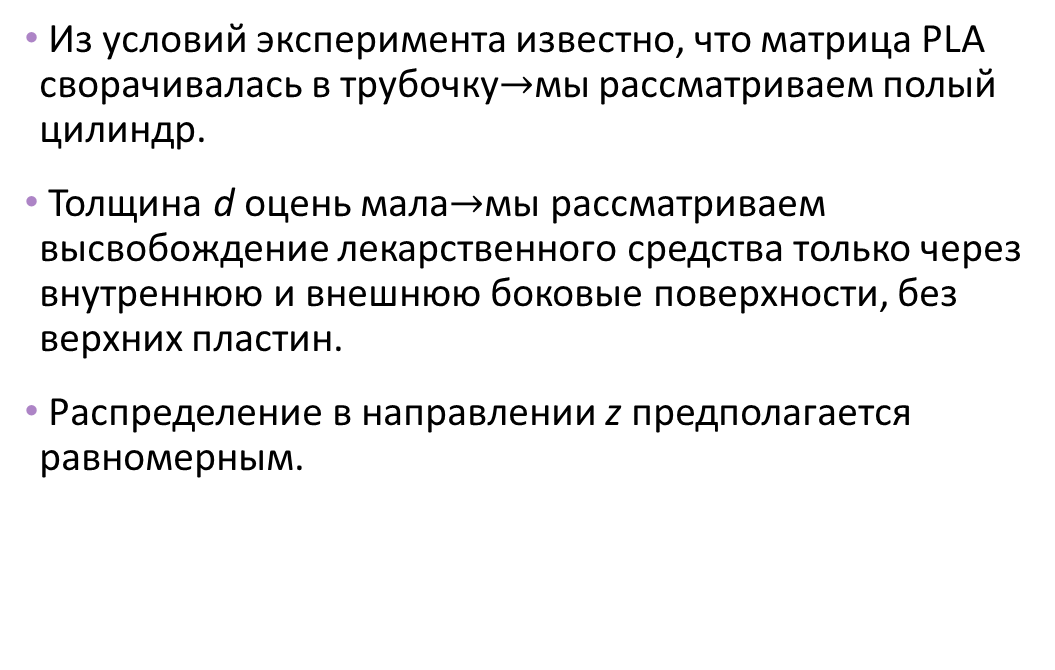 • Из условий эксперимента известно, что матрица PLA
сворачивалась в трубочку→мы рассматриваем полый
цилиндр.
• Толщина d оцень мала→мы рассматриваем
высвобождение лекарственного средства только через
внутреннюю и внешнюю боковые поверхности, без
верхних пластин.
• Распределение в направлении z предполагается
равномерным.